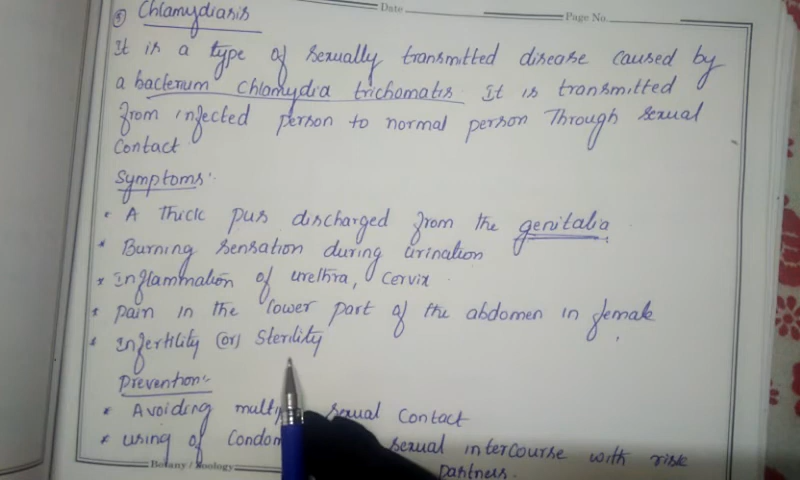 Date
Page No.
⑤ Chlamydiasis
It is a type of sexually transmitted disease caused by
a bacterium chlamydia trichomatis. It is transmitted
from infected person to normal person Through sexual
contact
Symptoms:
* A Thick pus discharged from the genitalia.
* Burning sensation during urination
* Inflammation of urethra, cervix.
* pain in the lower part of the abdomen in female
* Infertility (or) Sterility
Prevention:-
* Avoiding sexual contact
* using of sexual intercourse with risk
partners.
Botany / Zoology